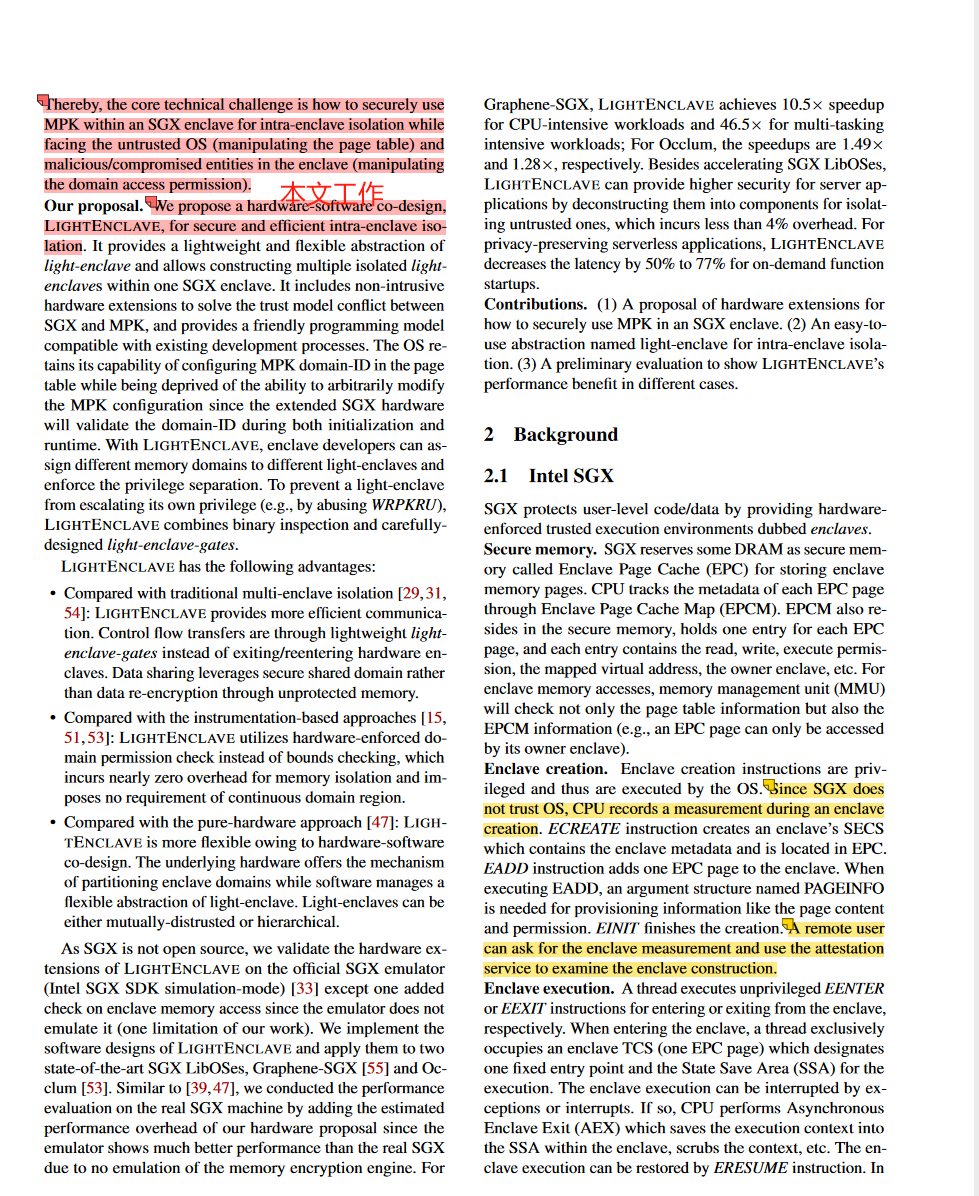 Thereby, the core technical challenge is how to securely use
MPK within an SGX enclave for intra-enclave isolation while
facing the untrusted OS (manipulating the page table) and
malicious/compromised entities in the enclave (manipulating
the domain access permission).
本文工作
Our proposal. We propose a hardware-software co-design,
LIGHTENCLAVE, for secure and efficient intra-enclave iso-
lation. It provides a lightweight and flexible abstraction of
light-enclave and allows constructing multiple isolated light-
enclaves within one SGX enclave. It includes non-intrusive
hardware extensions to solve the trust model conflict between
SGX and MPK, and provides a friendly programming model
compatible with existing development processes. The OS re-
tains its capability of configuring MPK domain-ID in the page
table while being deprived of the ability to arbitrarily modify
the MPK configuration since the extended SGX hardware
will validate the domain-ID during both initialization and
runtime. With LIGHTENCLAVE, enclave developers can as-
sign different memory domains to different light-enclaves and
enforce the privilege separation. To prevent a light-enclave
from escalating its own privilege (e.g., by abusing WRPKRU),
LIGHTENCLAVE combines binary inspection and carefully-
designed light-enclave-gates.
LIGHTENCLAVE has the following advantages:
• Compared with traditional multi-enclave isolation [29,31,
54]: LIGHTENCLAVE provides more efficient communica-
tion. Control flow transfers are through lightweight light-
enclave-gates instead of exiting/reentering hardware en-
claves. Data sharing leverages secure shared domain rather
than data re-encryption through unprotected memory.
• Compared with the instrumentation-based approaches [15,
51,53]: LIGHTENCLAVE utilizes hardware-enforced do-
main permission check instead of bounds checking, which
incurs nearly zero overhead for memory isolation and im-
poses no requirement of continuous domain region.
• Compared with the pure-hardware approach [47]: LIGH-
TENCLAVE is more flexible owing to hardware-software
co-design. The underlying hardware offers the mechanism
of partitioning enclave domains while software manages a
flexible abstraction of light-enclave. Light-enclaves can be
either mutually-distrusted or hierarchical.
As SGX is not open source, we validate the hardware ex-
tensions of LIGHTENCLAVE on the official SGX emulator
(Intel SGX SDK simulation-mode) [33] except one added
check on enclave memory access since the emulator does not
emulate it (one limitation of our work). We implement the
software designs of LIGHTENCLAVE and apply them to two
state-of-the-art SGX LibOSes, Graphene-SGX [55] and Oc-
clum [53]. Similar to [39,47], we conducted the performance
evaluation on the real SGX machine by adding the estimated
performance overhead of our hardware proposal since the
emulator shows much better performance than the real SGX
due to no emulation of the memory encryption engine. For
Graphene-SGX, LIGHTENCLAVE achieves 10.5× speedup
for CPU-intensive workloads and 46.5× for multi-tasking
intensive workloads; For Occlum, the speedups are 1.49×
and 1.28×, respectively. Besides accelerating SGX LibOSes,
LIGHTENCLAVE can provide higher security for server ap-
plications by deconstructing them into components for isolat-
ing untrusted ones, which incurs less than 4% overhead. For
privacy-preserving serverless applications, LIGHTENCLAVE
decreases the latency by 50% to 77% for on-demand function
startups.
Contributions. (1) A proposal of hardware extensions for
how to securely use MPK in an SGX enclave. (2) An easy-to-
use abstraction named light-enclave for intra-enclave isola-
tion. (3) A preliminary evaluation to show LIGHTENCLAVE's
performance benefit in different cases.
2 Background
2.1 Intel SGX
SGX protects user-level code/data by providing hardware-
enforced trusted execution environments dubbed enclaves.
Secure memory. SGX reserves some DRAM as secure mem-
ory called Enclave Page Cache (EPC) for storing enclave
memory pages. CPU tracks the metadata of each EPC page
through Enclave Page Cache Map (EPCM). EPCM also re-
sides in the secure memory, holds one entry for each EPC
page, and each entry contains the read, write, execute permis-
sion, the mapped virtual address, the owner enclave, etc. For
enclave memory accesses, memory management unit (MMU)
will check not only the page table information but also the
EPCM information (e.g., an EPC page can only be accessed
by its owner enclave).
Enclave creation. Enclave creation instructions are priv-
ileged and thus are executed by the OS. Since SGX does
not trust OS, CPU records a measurement during an enclave
creation. ECREATE instruction creates an enclave's SECS
which contains the enclave metadata and is located in EPC.
EADD instruction adds one EPC page to the enclave. When
executing EADD, an argument structure named PAGEINFO
is needed for provisioning information like the page content
and permission. EINIT finishes the creation. A remote user
can ask for the enclave measurement and use the attestation
service to examine the enclave construction.
Enclave execution. A thread executes unprivileged EENTER
or EEXIT instructions for entering or exiting from the enclave,
respectively. When entering the enclave, a thread exclusively
occupies an enclave TCS (one EPC page) which designates
one fixed entry point and the State Save Area (SSA) for the
execution. The enclave execution can be interrupted by ex-
ceptions or interrupts. If so, CPU performs Asynchronous
Enclave Exit (AEX) which saves the execution context into
the SSA within the enclave, scrubs the context, etc. The en-
clave execution can be restored by ERESUME instruction. In